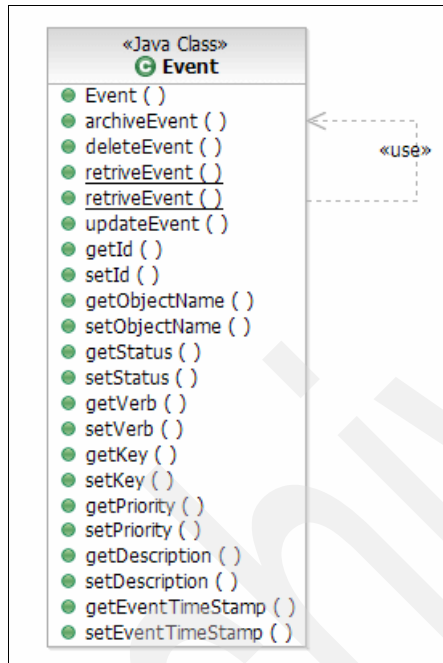 «Java Class»
Event
Event ( )
archiveEvent ( )
deleteEvent ( )
retriveEvent ( )
retriveEvent ( )
updateEvent ( )
getId ( )
setId ( )
getObjectName ( )
setObjectName ( )
getStatus ( )
setStatus ( )
getVerb ( )
setVerb ( )
getKey ( )
setKey ( )
getPriority ( )
setPriority ( )
getDescription ( )
setDescription ( )
getEventTimeStamp ( )
setEventTimeStamp ( )
«use»